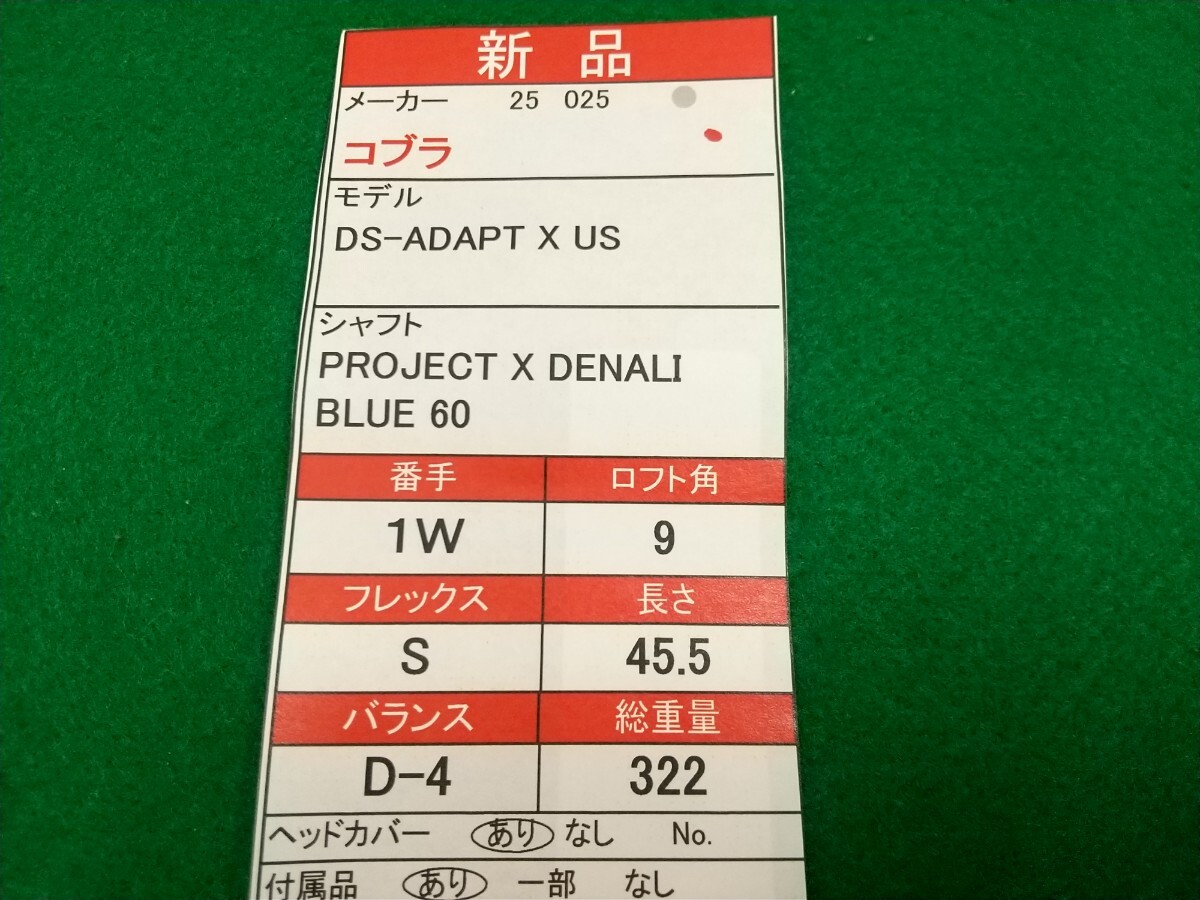 新 品
メーカー 25 025
コブラ
モデル
DS-ADAPT X US
シャフト
PROJECT X DENALI
BLUE 60
番手 ロフト角
1W 9
フレックス 長さ
S 45.5
バランス 総重量
D-4 322
ヘッドカバー あり なし No.
付属品 あり 一部 なし